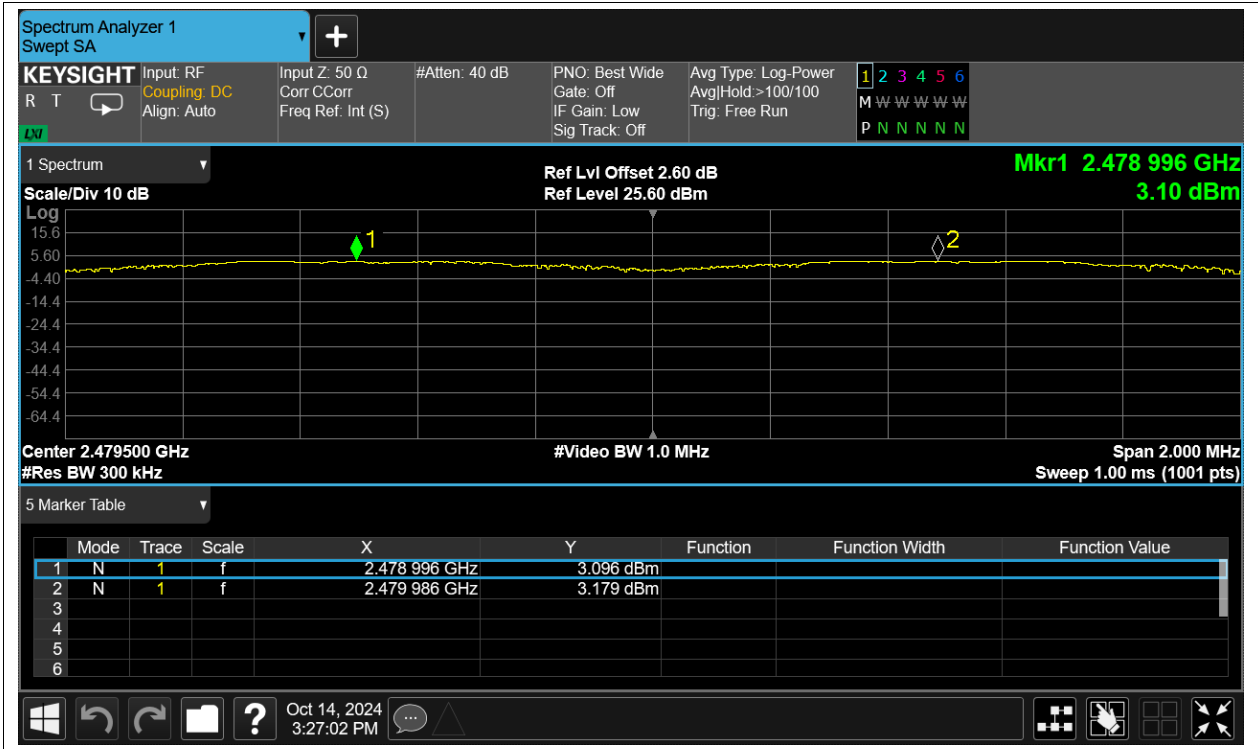 Spectrum Analyzer 1
Swept SA
KEYSIGHT
R T
LXI
Input: RF
Coupling: DC
Align: Auto
Input Z: 50 Ω
Corr CCorr
Freq Ref: Int (S)
#Atten: 40 dB
PNO: Best Wide
Gate: Off
IF Gain: Low
Sig Track: Off
Avg Type: Log-Power
Avg|Hold:>100/100
Trig: Free Run
1 2 3 4 5 6
M W W W W W
P N N N N N
1 Spectrum
Scale/Div 10 dB
Ref Lvl Offset 2.60 dB
Ref Level 25.60 dBm
Mkr1 2.478 996 GHz
3.10 dBm
Log
15.6
5.60
-4.40
-14.4
-24.4
-34.4
-44.4
-54.4
-64.4
1
2
Center 2.479500 GHz
#Res BW 300 kHz
#Video BW 1.0 MHz
Span 2.000 MHz
Sweep 1.00 ms (1001 pts)
5 Marker Table
Mode Trace Scale X Y Function Function Width Function Value
1 N 1 f 2.478 996 GHz 3.096 dBm
2 N 1 f 2.479 986 GHz 3.179 dBm
3
4
5
6
?
Oct 14, 2024
3:27:02 PM